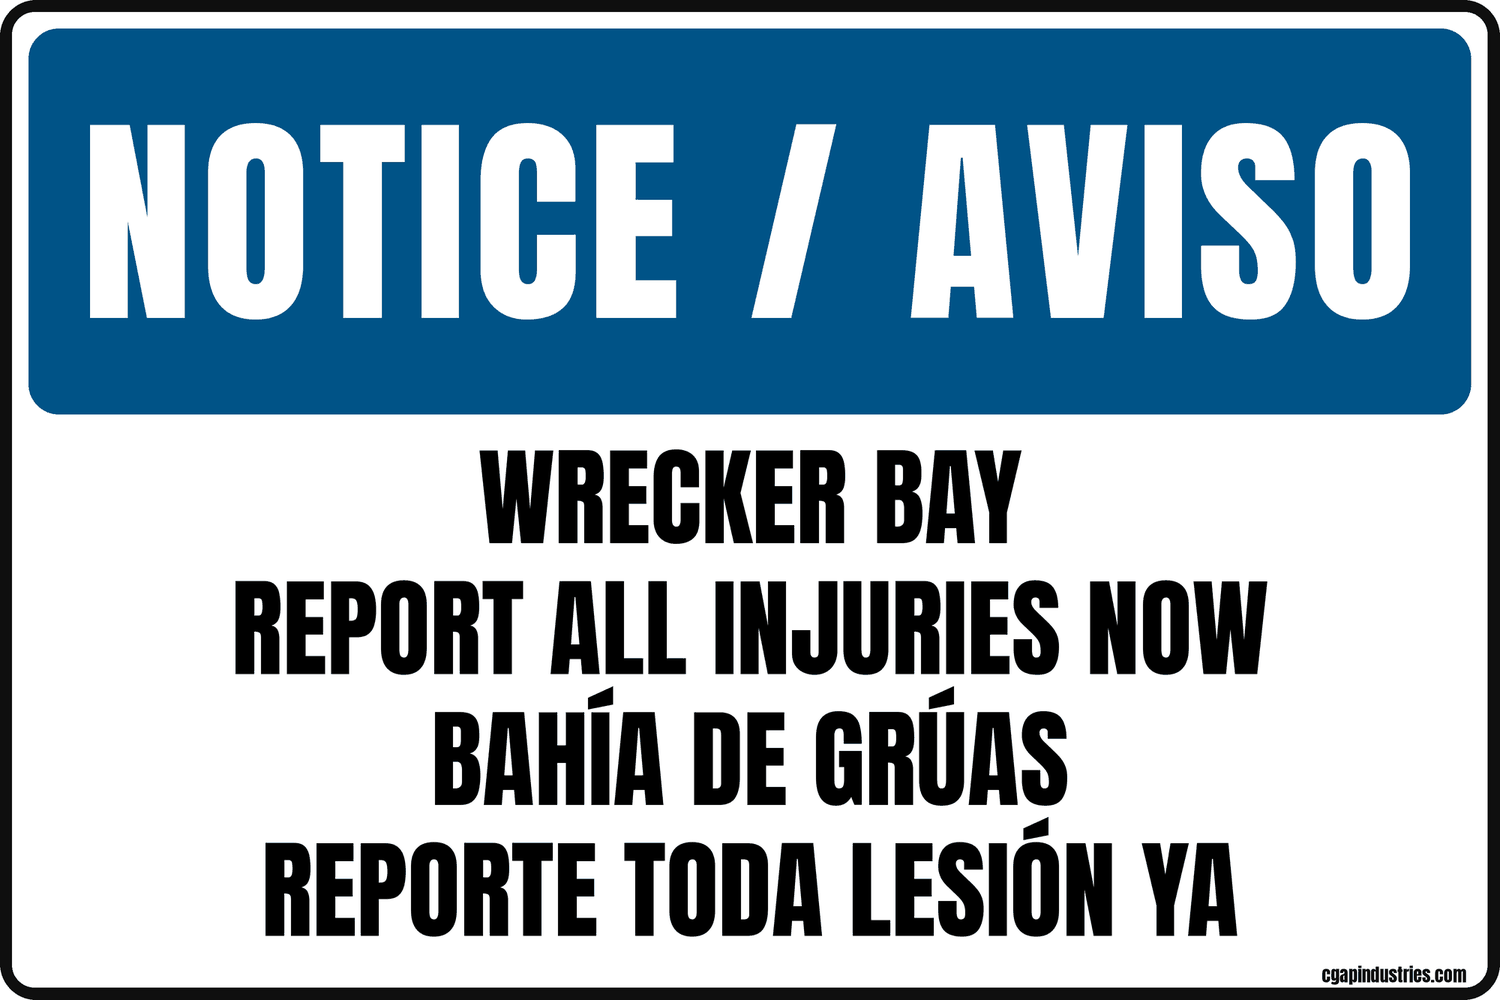 NOTICE / AVISO
WRECKER BAY
REPORT ALL INJURIES NOW
BAHÍA DE GRÚAS
REPORTE TODA LESIÓN YA
cgapindustries.com